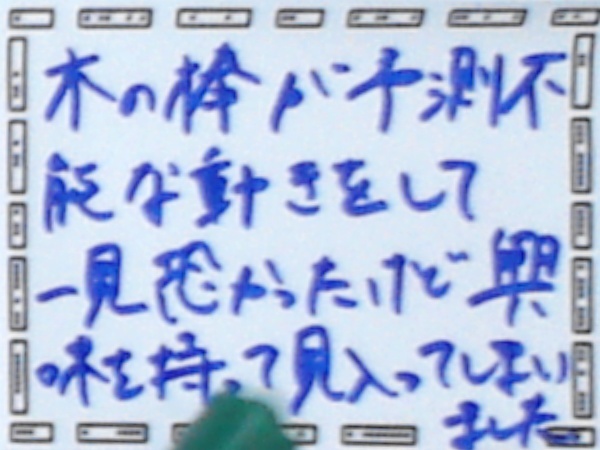 木の棒が予測不
能な動きをして
一見恐かったけど興
味を持って見入ってしまい
ました。